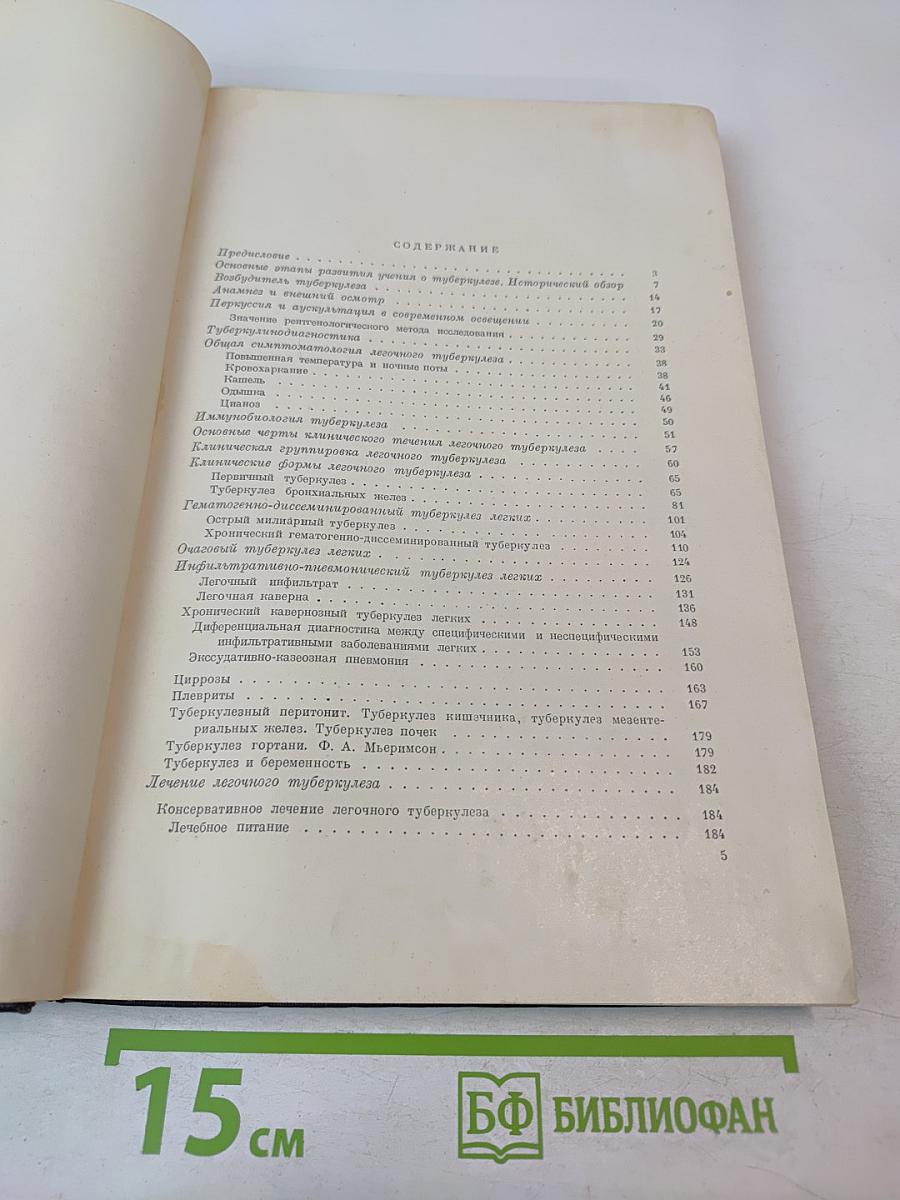 СОДЕРЖАНИЕ
Предисловие . . . 3
Основные этапы развития учения о туберкулезе. Исторический обзор 7
Возбудитель туберкулеза . . . 14
Анамнез и внешний осмотр . . . 17
Перкуссия и аускультация в современном освещении . . . 20
Значение рентгенологического метода исследования . . . 29
Туберкулинодиагностика . . . 33
Общая симптоматология легочного туберкулеза . . . 38
Повышенная температура и ночные поты . . . 38
Кровохаркание . . . 41
Кашель . . . 46
Одышка . . . 49
Цианоз . . . 50
Иммунобиология туберкулеза . . . 51
Основные черты клинического течения легочного туберкулеза . . . 57
Клиническая группировка легочного туберкулеза . . . 60
Клинические формы легочного туберкулеза . . . 65
Первичный туберкулез . . . 65
Туберкулез бронхиальных желез . . . 81
Гематогенно-диссеминированный туберкулез легких . . . 101
Острый милиарный туберкулез . . . 104
Хронический гематогенно-диссеминированный туберкулез . . . 110
Очаговый туберкулез легких . . . 124
Инфильтративно-пневмонический туберкулез легких . . . 126
Легочный инфильтрат . . . 131
Легочная каверна . . . 136
Хронический кавернозный туберкулез легких . . . 148
Диференциальная диагностика между специфическими и неспецифическими
инфильтративными заболеваниями легких . . . 153
Экссудативно-казеозная пневмония . . . 160
Циррозы . . . 163
Плевриты . . . 167
Туберкулезный перитонит. Туберкулез кишечника, туберкулез мезенте-
риальных желез. Туберкулез почек . . . 179
Туберкулез гортани. Ф. А. Мьеримсон . . . 179
Туберкулез и беременность . . . 182
Лечение легочного туберкулеза . . . 184
Консервативное лечение легочного туберкулеза . . . 184
Лечебное питание . . . 184
5
15 см
БФ БИБЛИОФАН